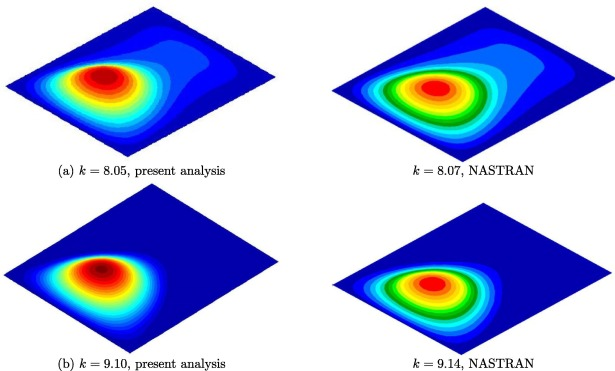 (a) k = 8.05, present analysis
k = 8.07, NASTRAN
(b) k = 9.10, present analysis
k = 9.14, NASTRAN